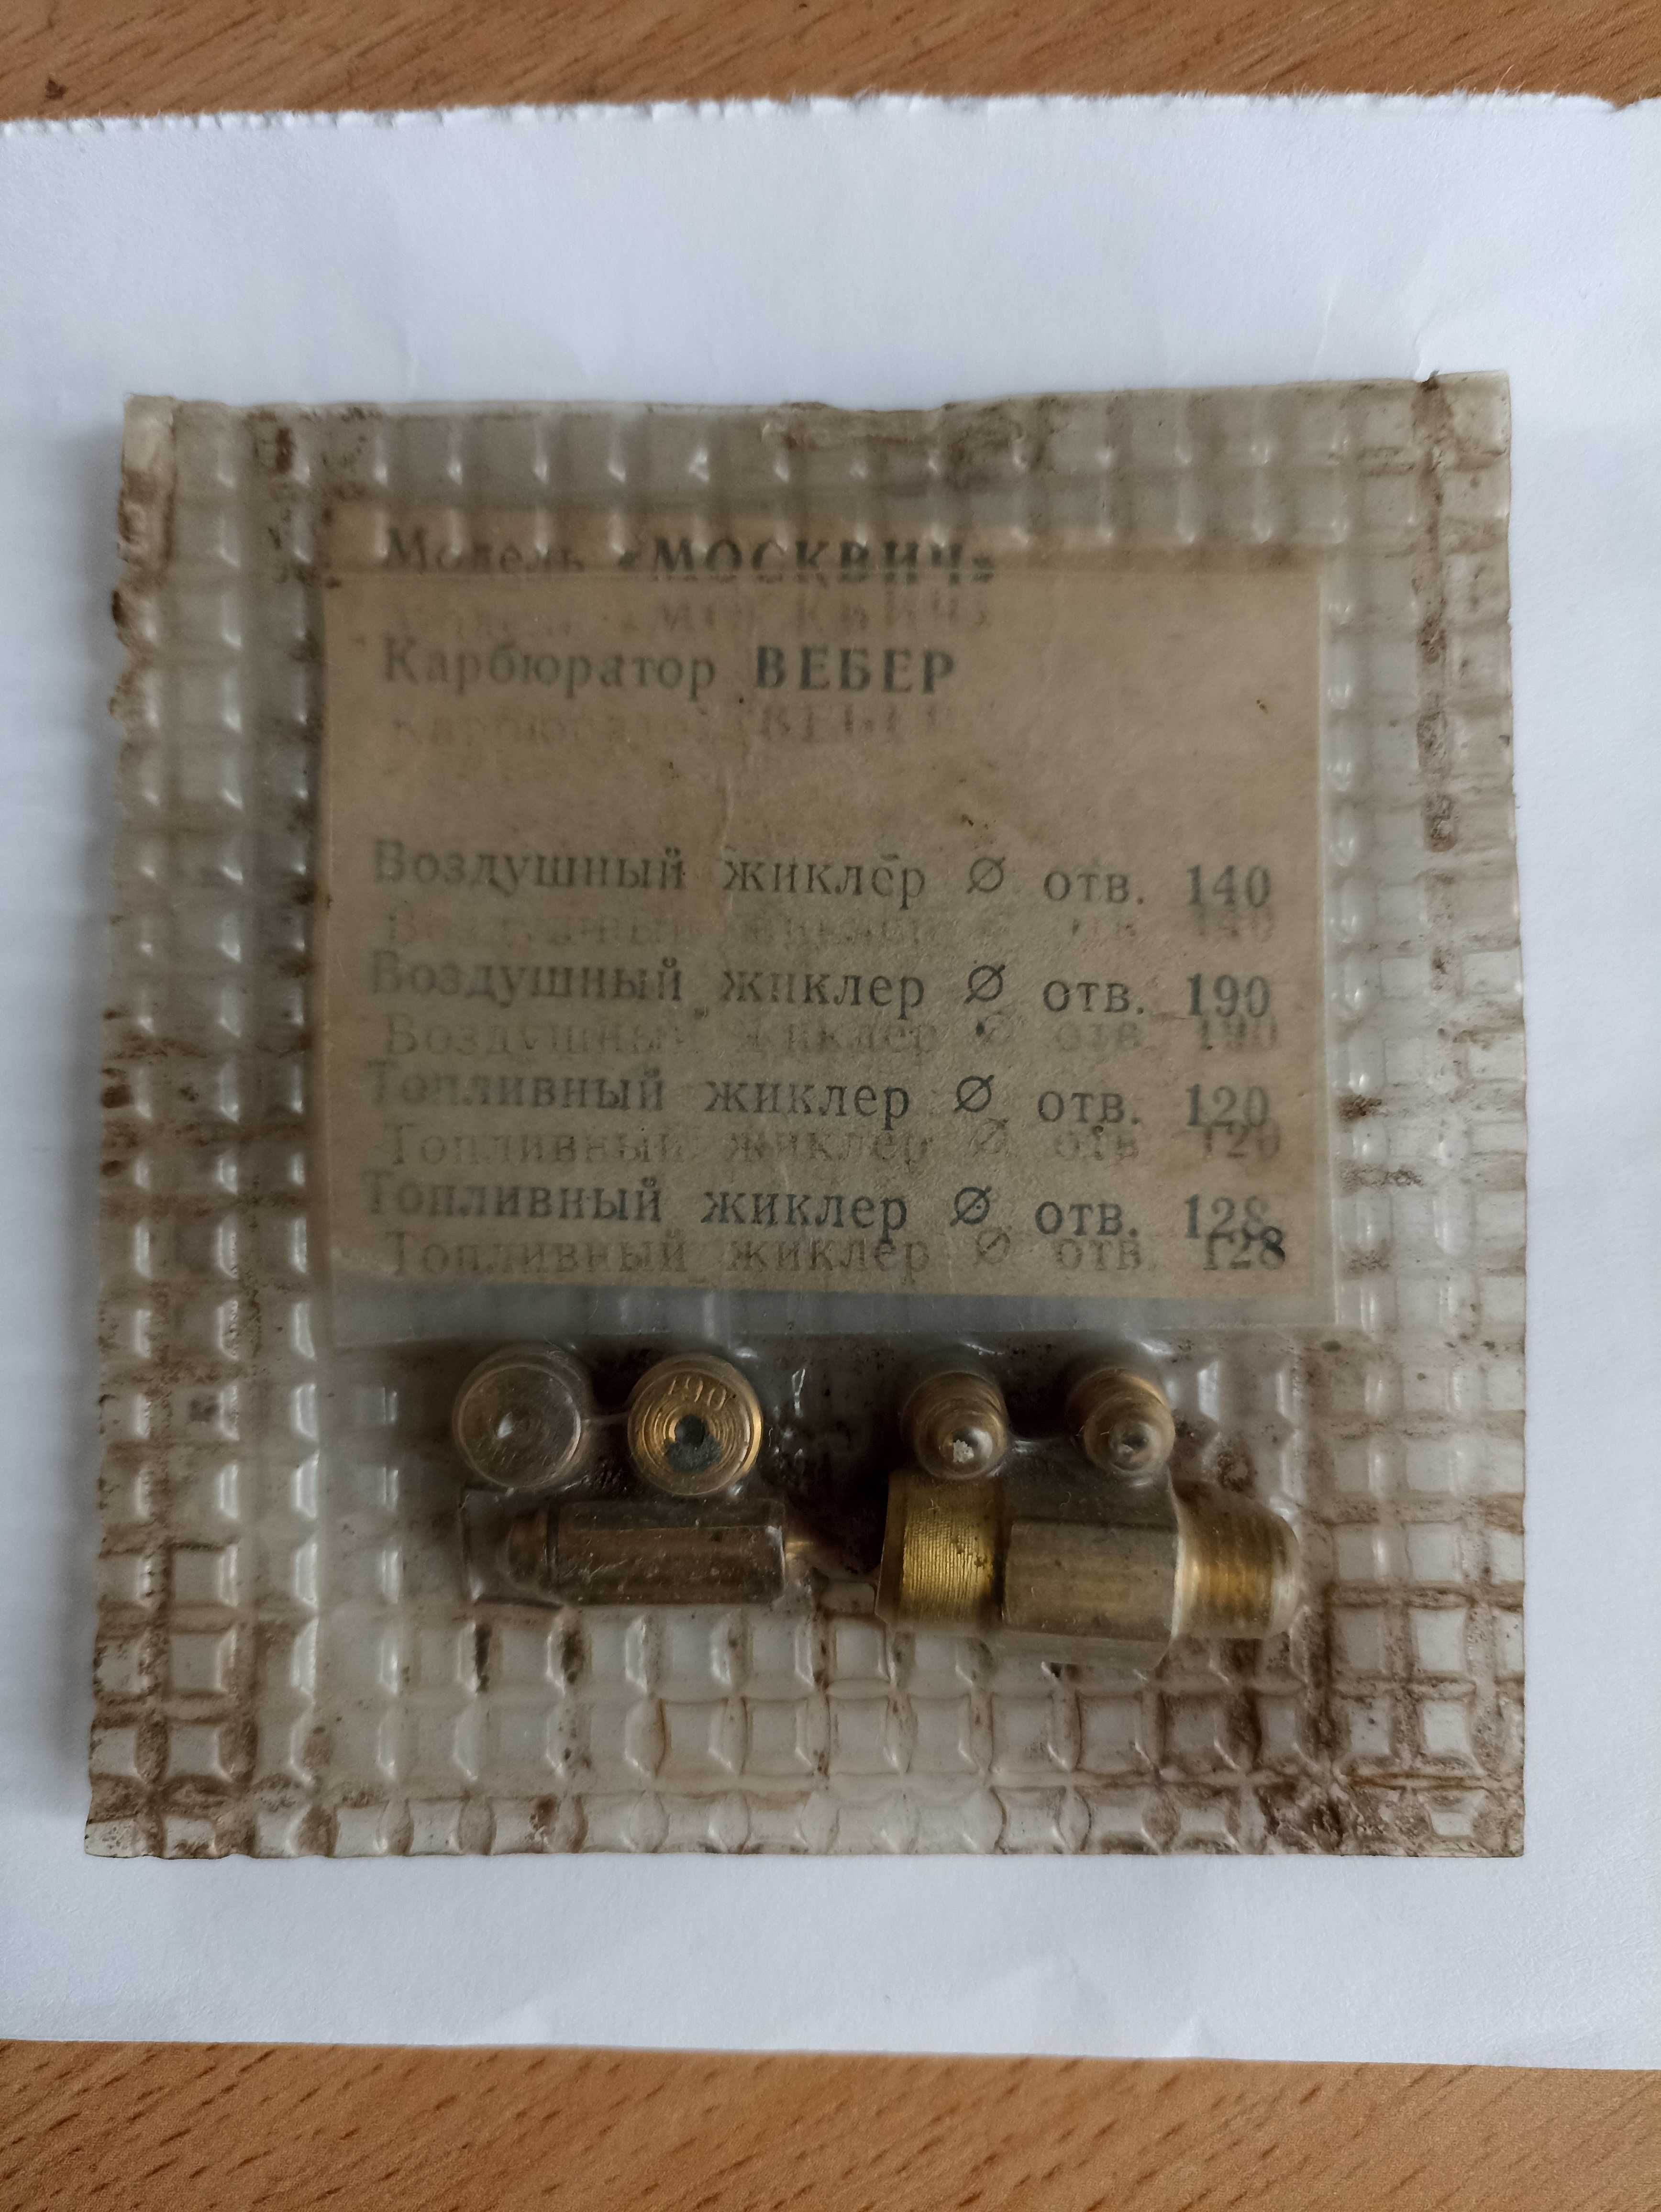 Модель «МОСКВИЧ»
Карбюратор ВЕБЕР
Воздушный жиклер ∅ отв. 140
Воздушный жиклер ∅ отв. 190
Топливный жиклер ∅ отв. 120
Топливный жиклер ∅ отв. 128
190